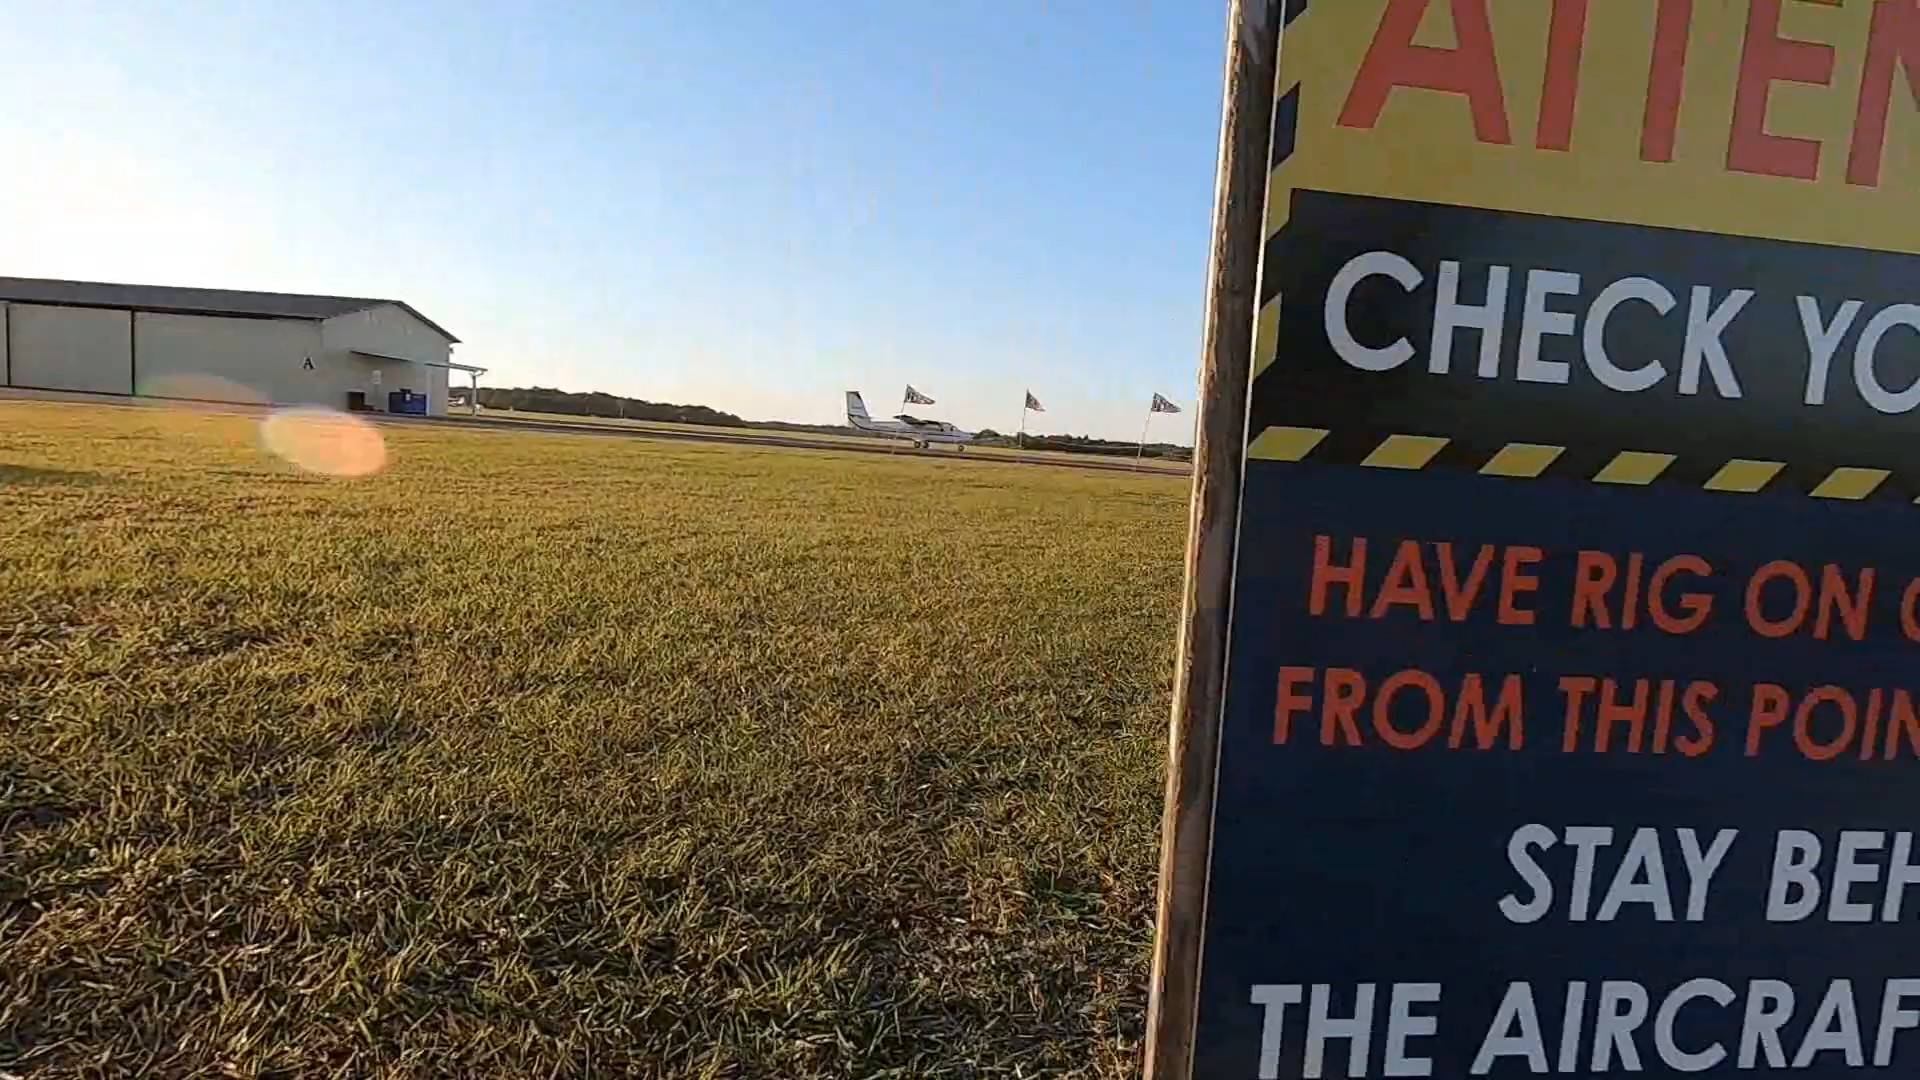 ATTEN
CHECK YO
HAVE RIG ON
FROM THIS POIN
STAY BEH
THE AIRCRAF
A